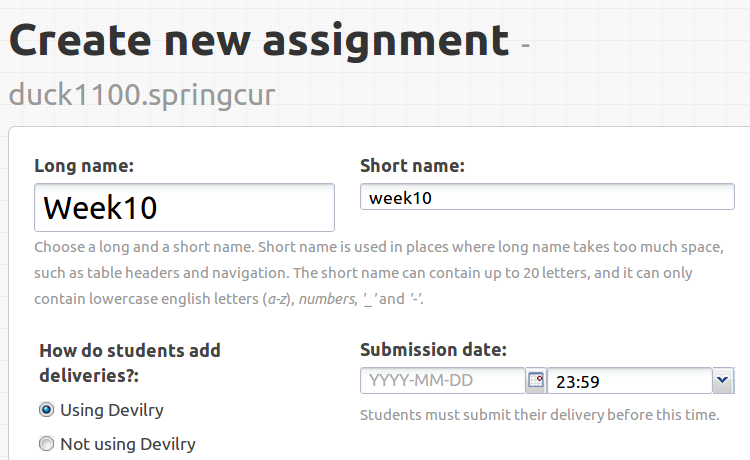 Create new assignment -
duck1100.springcur
Long name:
Short name:
Week10
week10
Choose a long and a short name. Short name is used in places where long name takes too much space,
such as table headers and navigation. The short name can contain up to 20 letters, and it can only
contain lowercase english letters (a-z), numbers, '_' and '-'.
How do students add
deliveries?:
Using Devilry
Not using Devilry
Submission date:
YYYY-MM-DD
23:59
Students must submit their delivery before this time.